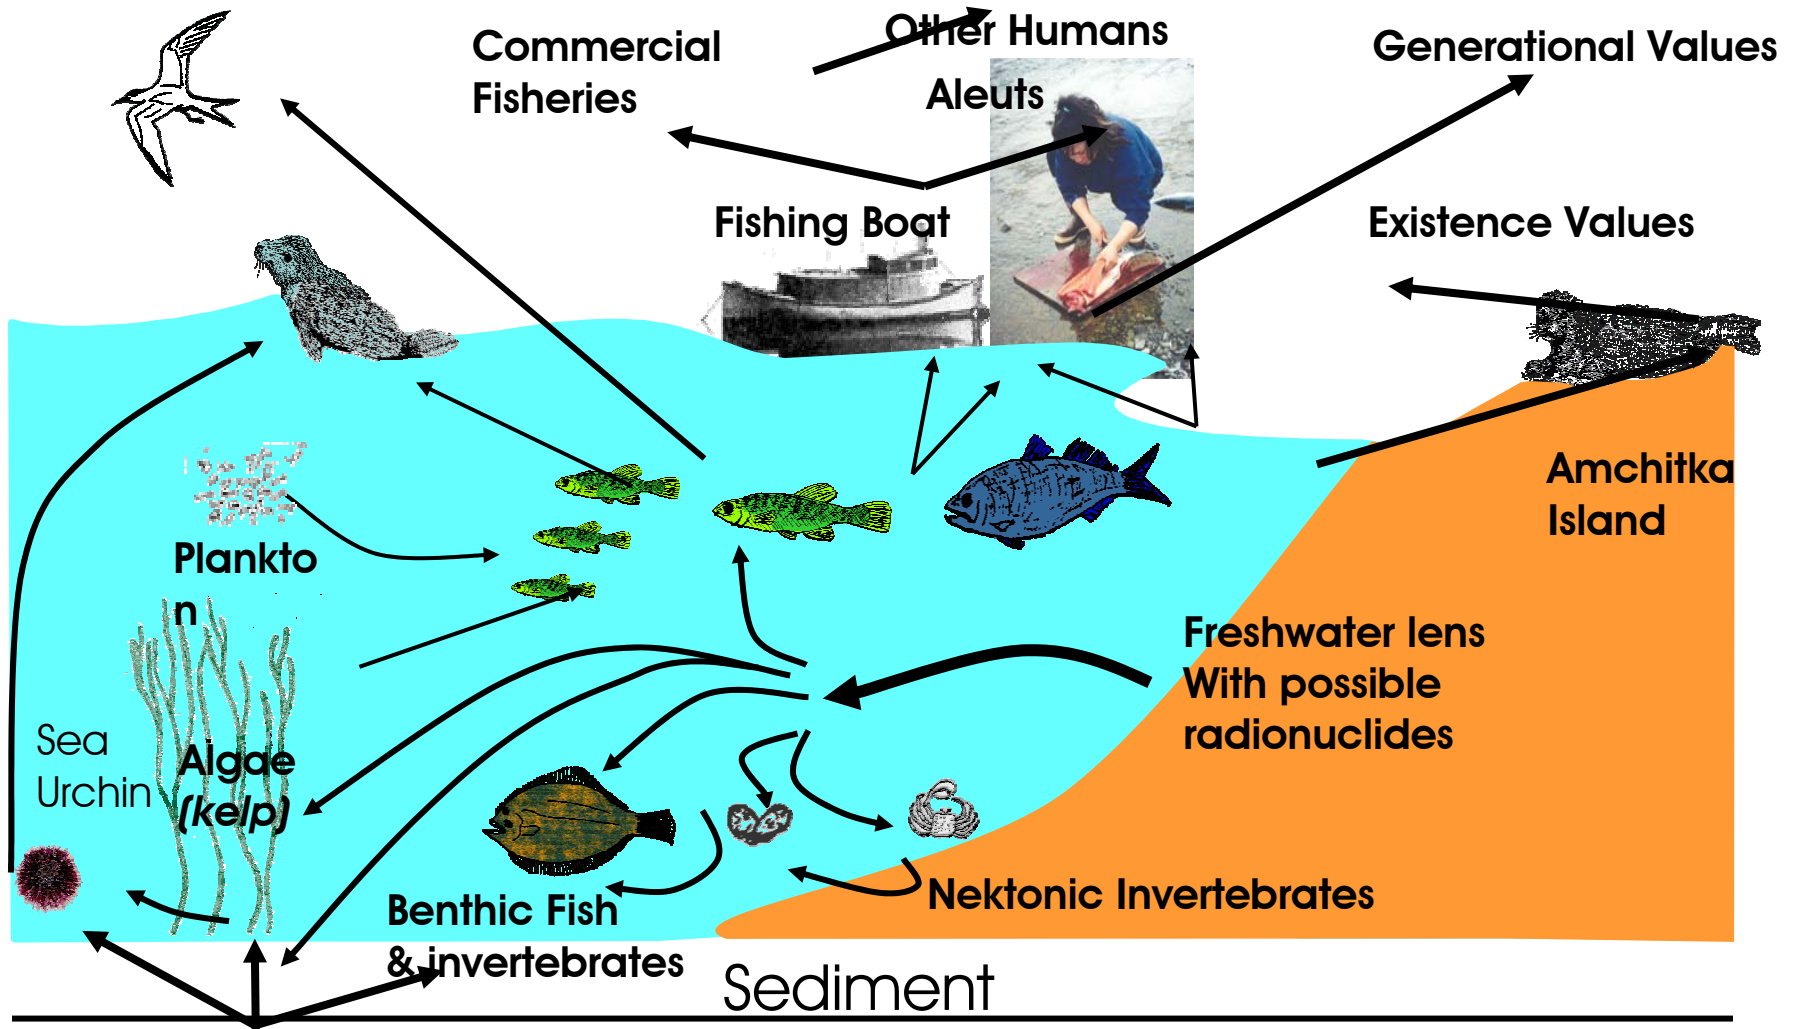 Commercial
Fisheries
Other Humans
Aleuts
Generational Values
Fishing Boat
Existence Values
Amchitka
Island
Plankto
n
Freshwater lens
With possible
radionuclides
Sea
Urchin
Algae
(kelp)
Benthic Fish
& invertebrates
Nektonic Invertebrates
Sediment